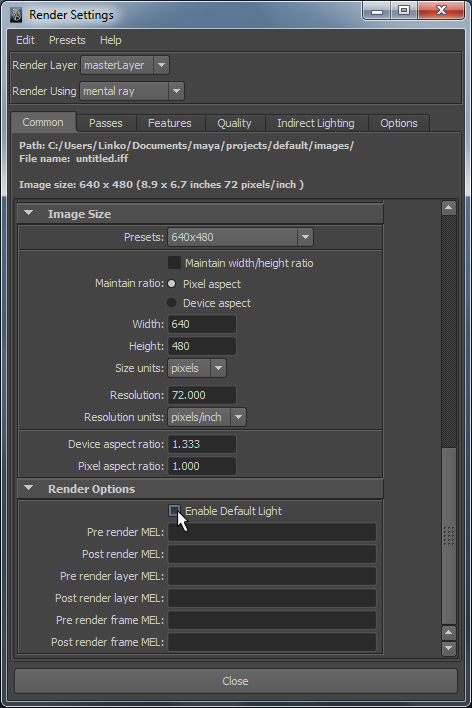 Render Settings
Edit Presets Help
Render Layer masterLayer
Render Using mental ray
Common Passes Features Quality Indirect Lighting Options
Path: C:/Users/Linko/Documents/maya/projects/default/images/
File name: untitled.iff
Image size: 640 x 480 (8.9 x 6.7 inches 72 pixels/inch )
Image Size
Presets: 640x480
Maintain width/height ratio
Maintain ratio: Pixel aspect
Device aspect
Width: 640
Height: 480
Size units: pixels
Resolution: 72.000
Resolution units: pixels/inch
Device aspect ratio: 1.333
Pixel aspect ratio: 1.000
Render Options
Enable Default Light
Pre render MEL:
Post render MEL:
Pre render layer MEL:
Post render layer MEL:
Pre render frame MEL:
Post render frame MEL:
Close